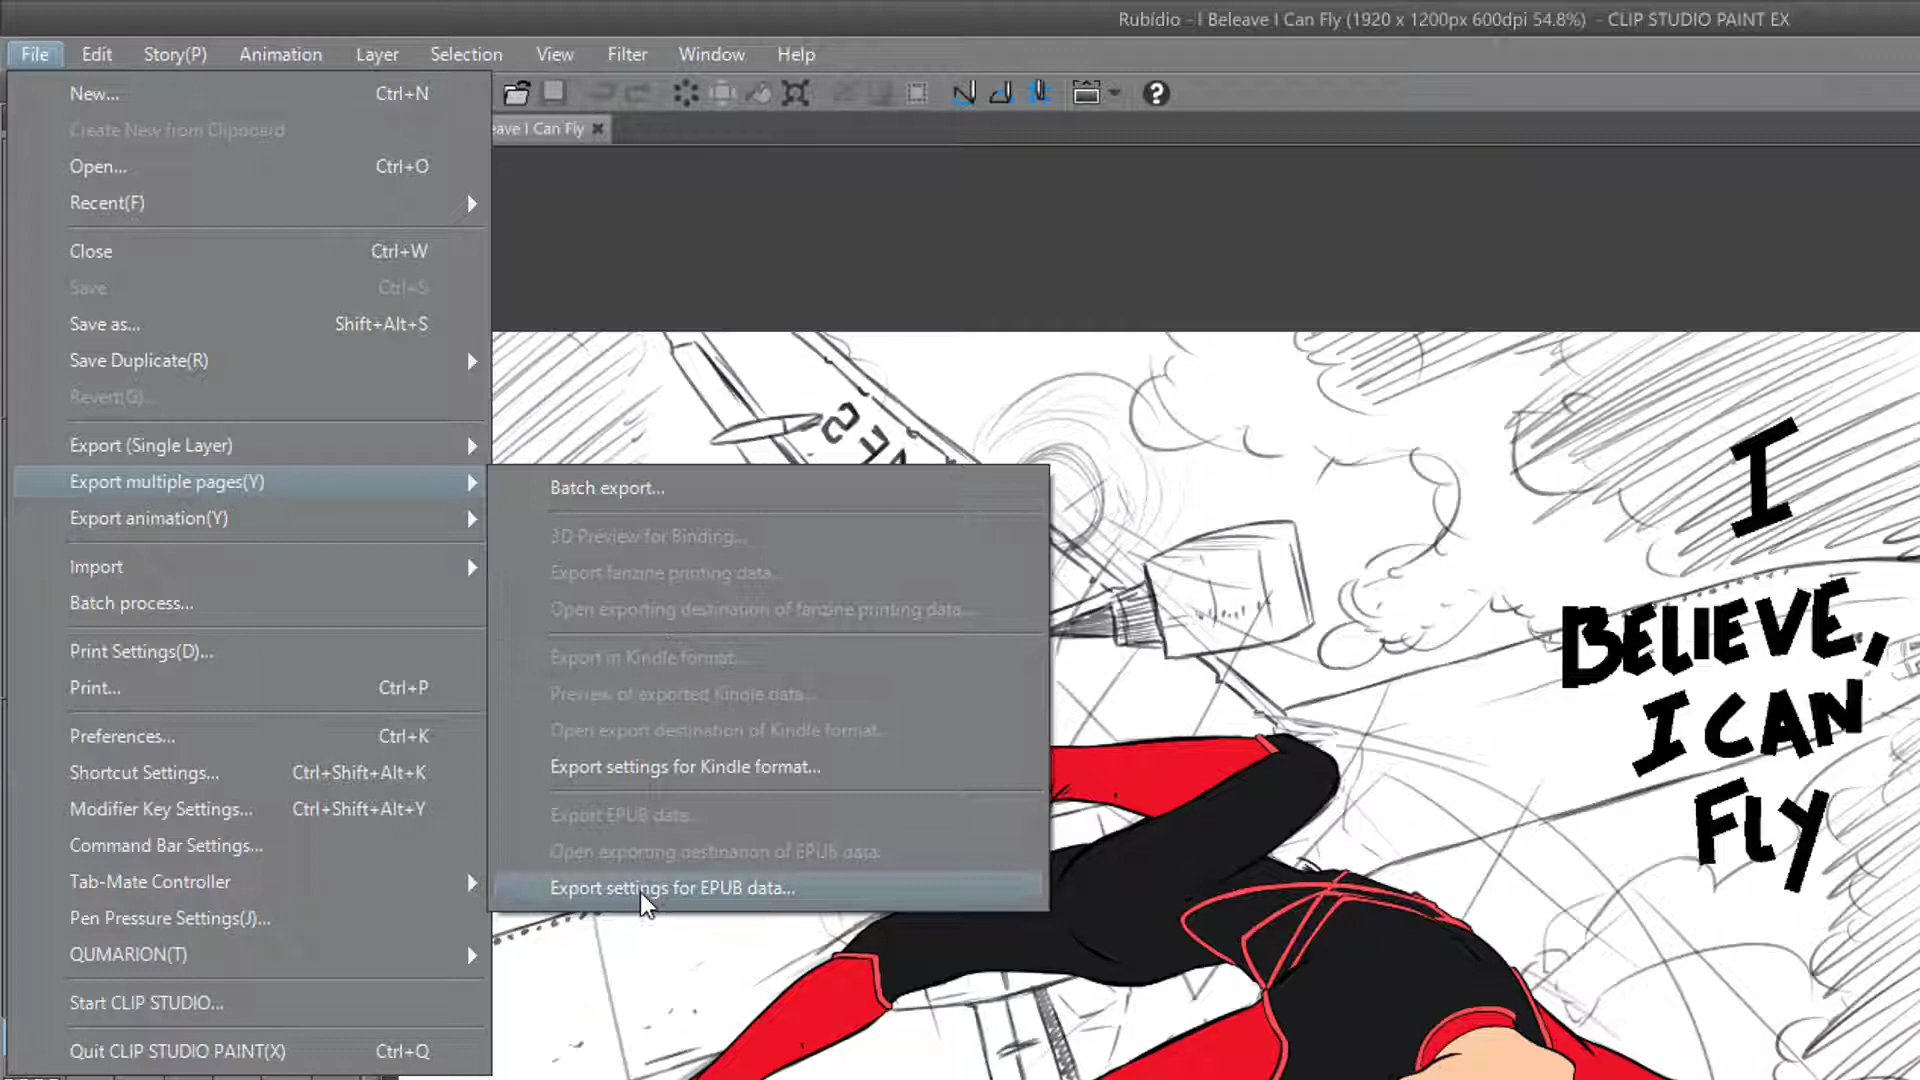 Rubídio - I Beleave I Can Fly (1920 x 1200px 600dpi 54.8%) - CLIP STUDIO PAINT EX
File Edit Story(P) Animation Layer Selection View Filter Window Help
New... Ctrl+N
Create New from Clipboard
eave I Can Fly
Open... Ctrl+O
Recent(F)
Close Ctrl+W
Save Ctrl+S
Save as... Shift+Alt+S
Save Duplicate(R)
Revert(G)...
Export (Single Layer)
Export multiple pages(Y)
Export animation(Y)
Import
Batch process...
Print Settings(D)...
Print... Ctrl+P
Preferences... Ctrl+K
Shortcut Settings... Ctrl+Shift+Alt+K
Modifier Key Settings... Ctrl+Shift+Alt+Y
Command Bar Settings...
Tab-Mate Controller
Pen Pressure Settings(J)...
QUMARION(T)
Start CLIP STUDIO...
Quit CLIP STUDIO PAINT(X) Ctrl+Q
Batch export...
3D Preview for Binding...
Export fanzine printing data...
Open exporting destination of fanzine printing data...
Export in Kindle format...
Preview of exported Kindle data...
Open export destination of Kindle format...
Export settings for Kindle format...
Export EPUB data...
Open exporting destination of EPUB data...
Export settings for EPUB data...
I
BELIEVE,
I CAN
FLY